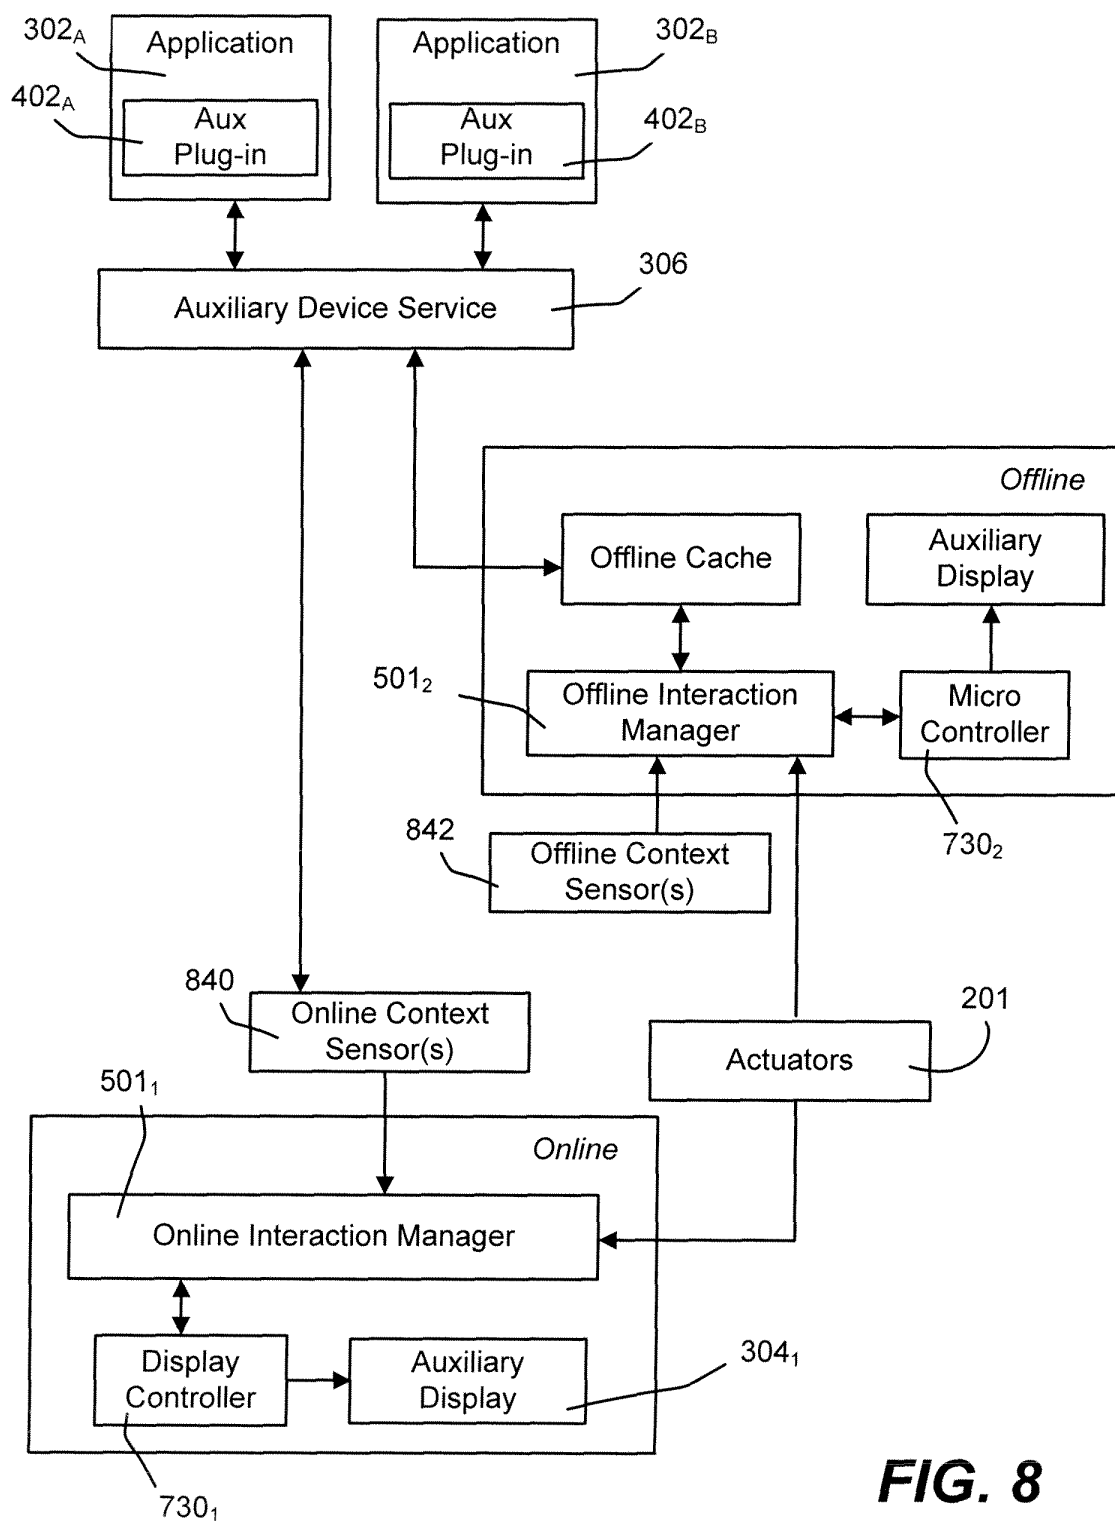 302A
Application
Application
302B
402A
Aux
Plug-in
Aux
Plug-in
402B
306
Auxiliary Device Service
Offline
Offline Cache
Auxiliary
Display
5012
Offline Interaction
Manager
Micro
Controller
842
Offline Context
Sensor(s)
7302
840
Online Context
Sensor(s)
201
Actuators
5011
Online
Online Interaction Manager
Display
Controller
Auxiliary
Display
3041
7301
FIG. 8